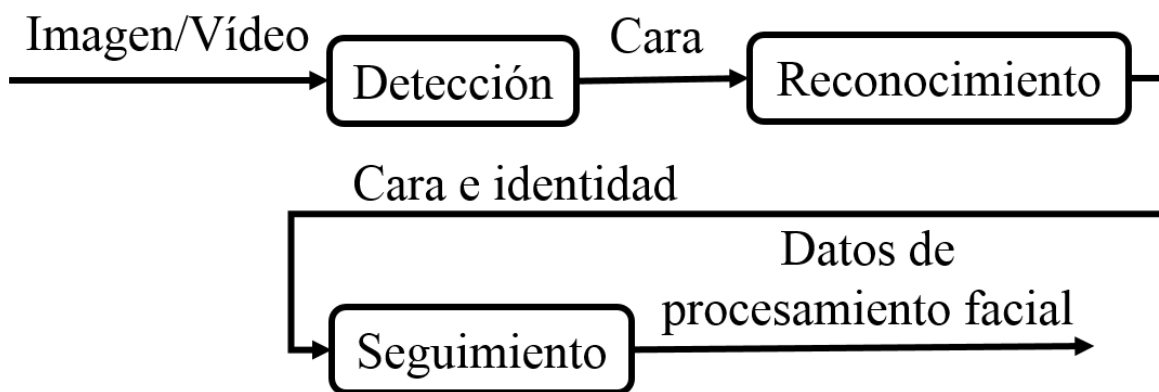 Imagen/Vídeo
Detección
Cara
Reconocimiento
Cara e identidad
Seguimiento
Datos de
procesamiento facial